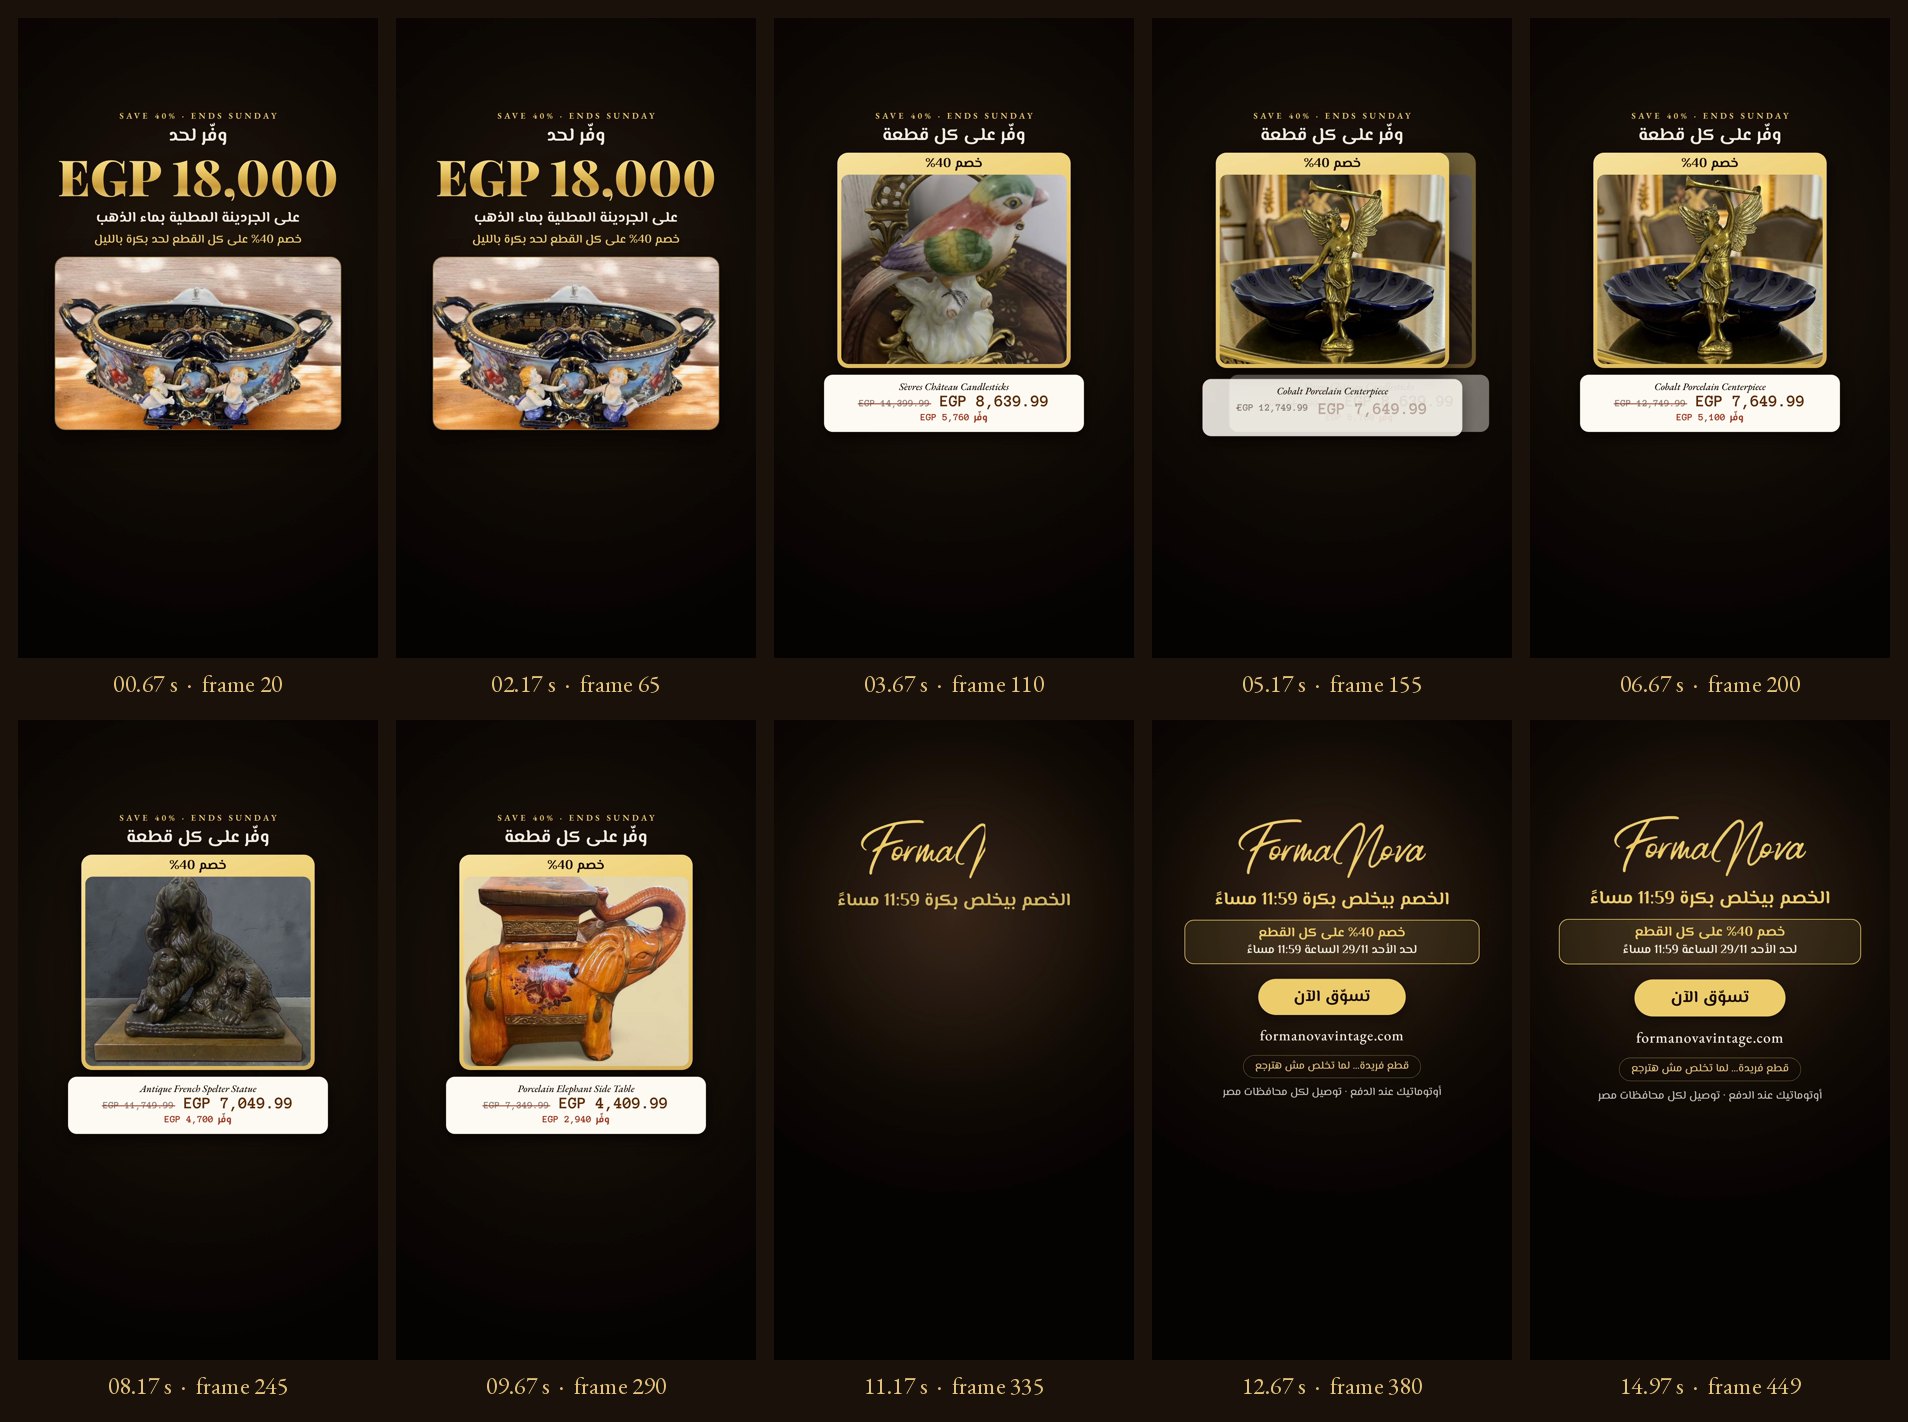 SAVE 40% · ENDS SUNDAY
وفّر لحد
EGP 18,000
على الجردينة المطلية بماء الذهب
خصم 40% على كل القطع لحد بكرة بالليل
00.67 s · frame 20
SAVE 40% · ENDS SUNDAY
وفّر لحد
EGP 18,000
على الجردينة المطلية بماء الذهب
خصم 40% على كل القطع لحد بكرة بالليل
02.17 s · frame 65
SAVE 40% · ENDS SUNDAY
وفّر على كل قطعة
خصم 40%
Sèvres Château Candlesticks
EGP 14,399.99 EGP 8,639.99
وفّر EGP 5,760
03.67 s · frame 110
SAVE 40% · ENDS SUNDAY
وفّر على كل قطعة
خصم 40%
Cobalt Porcelain Centerpiece
EGP 12,749.99 EGP 7,649.99
05.17 s · frame 155
SAVE 40% · ENDS SUNDAY
وفّر على كل قطعة
خصم 40%
Cobalt Porcelain Centerpiece
EGP 12,749.99 EGP 7,649.99
وفّر EGP 5,100
06.67 s · frame 200
SAVE 40% · ENDS SUNDAY
وفّر على كل قطعة
خصم 40%
Antique French Spelter Statue
EGP 11,749.99 EGP 7,049.99
وفّر EGP 4,700
08.17 s · frame 245
SAVE 40% · ENDS SUNDAY
وفّر على كل قطعة
خصم 40%
Porcelain Elephant Side Table
EGP 7,349.99 EGP 4,409.99
وفّر EGP 2,940
09.67 s · frame 290
Forma
الخصم بيخلص بكرة 11:59 مساءً
11.17 s · frame 335
FormaNova
الخصم بيخلص بكرة 11:59 مساءً
خصم 40% على كل القطع
لحد الأحد 29/11 الساعة 11:59 مساءً
تسوّق الآن
formanovavintage.com
قطع فريدة... لما تخلص مش هترجع
أوتوماتيك عند الدفع · توصيل لكل محافظات مصر
12.67 s · frame 380
FormaNova
الخصم بيخلص بكرة 11:59 مساءً
خصم 40% على كل القطع
لحد الأحد 29/11 الساعة 11:59 مساءً
تسوّق الآن
formanovavintage.com
قطع فريدة... لما تخلص مش هترجع
أوتوماتيك عند الدفع · توصيل لكل محافظات مصر
14.97 s · frame 449